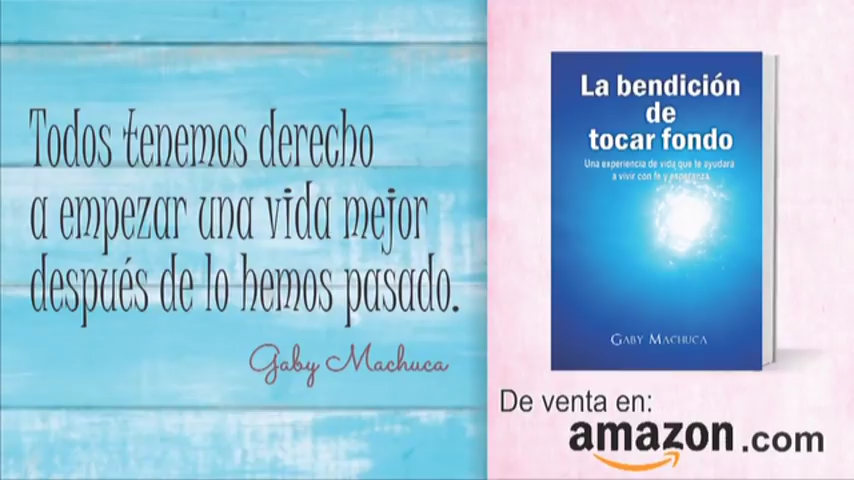 Todos tenemos derecho
a empezar una vida mejor
después de lo hemos pasado.
Gaby Machuca
La bendición
de
tocar fondo
Una experiencia de vida que te ayudará
a vivir con fe y esperanza
GABY MACHUCA
De venta en:
amazon.com